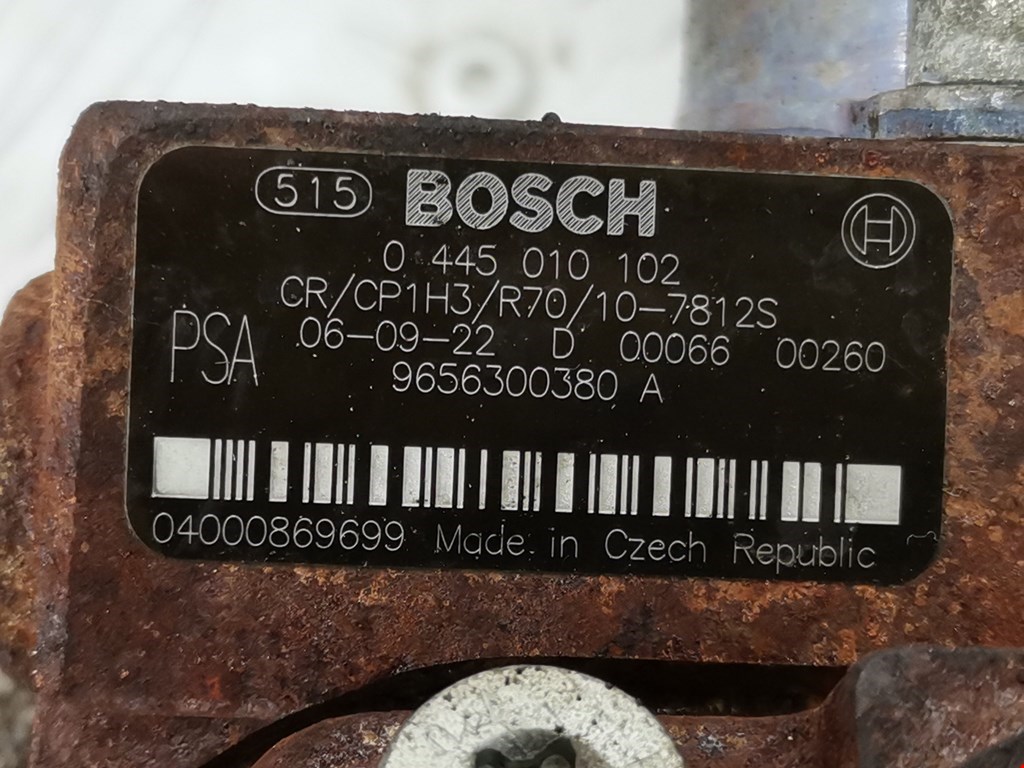 515 BOSCH
0 445 010 102
CR/CP1H3/R70/10-7812S
PSA 06-09-22 D 00066 00260
9656300380 A
04000869699 Made in Czech Republic